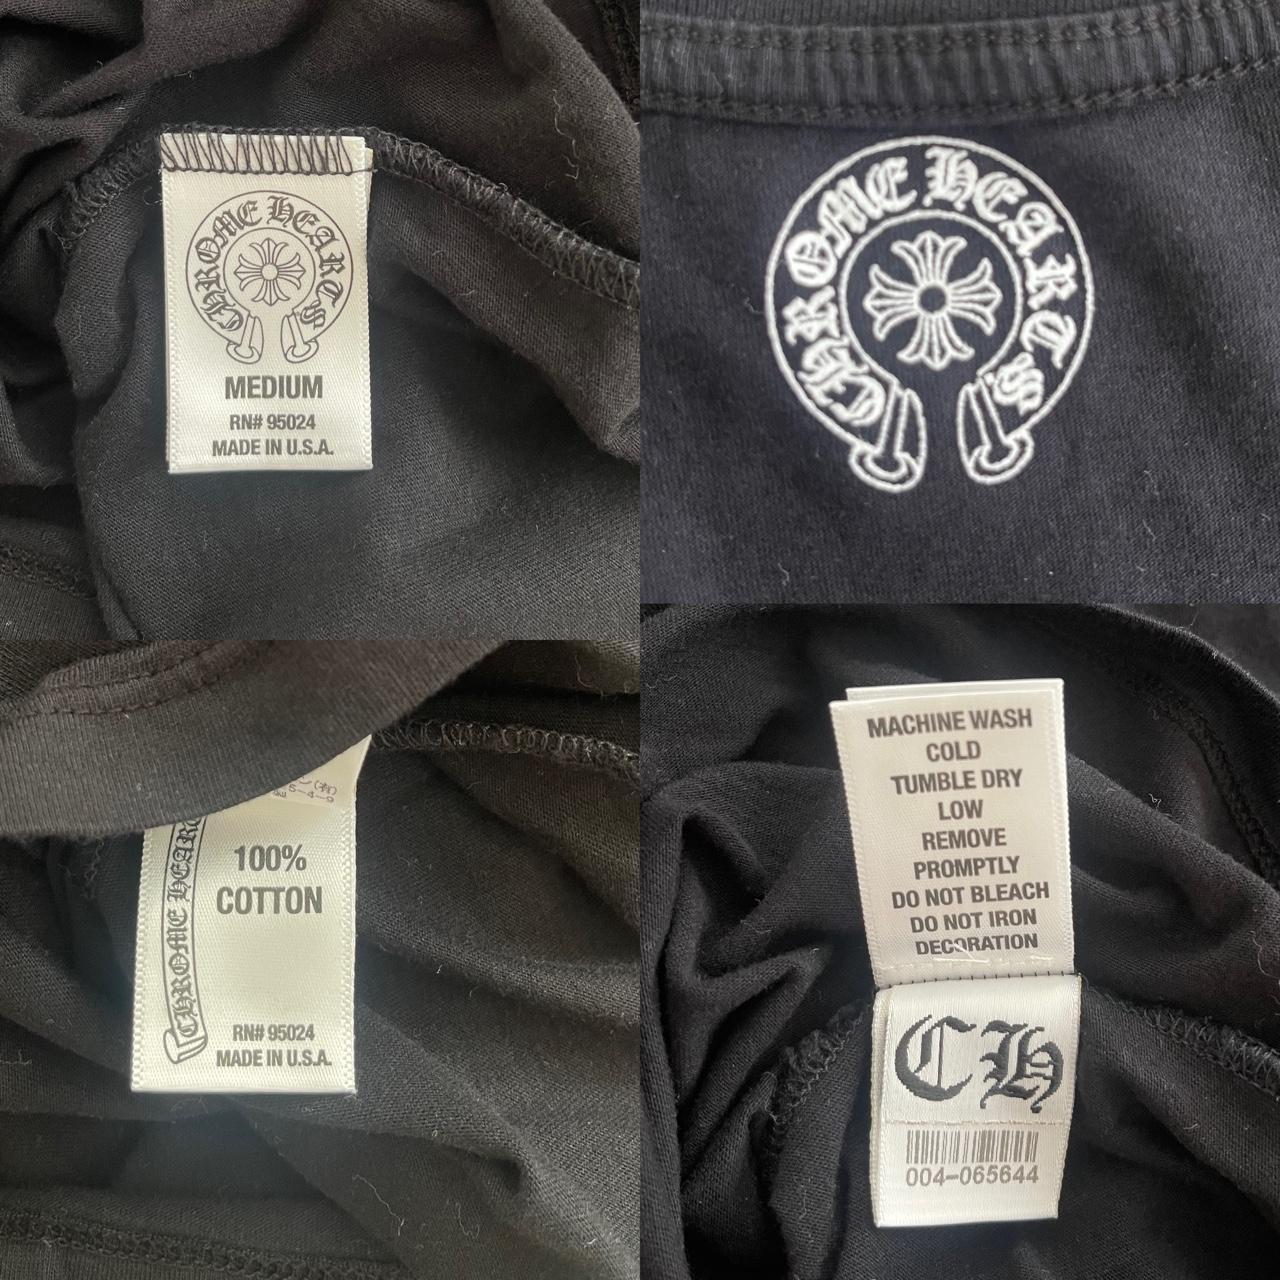 CHROME HEARTS
MEDIUM
RN# 95024
MADE IN U.S.A.
CHROME HEARTS
CHROME HEART
100%
COTTON
RN# 95024
MADE IN U.S.A.
MACHINE WASH
COLD
TUMBLE DRY
LOW
REMOVE
PROMPTLY
DO NOT BLEACH
DO NOT IRON
DECORATION
CH
004-065644